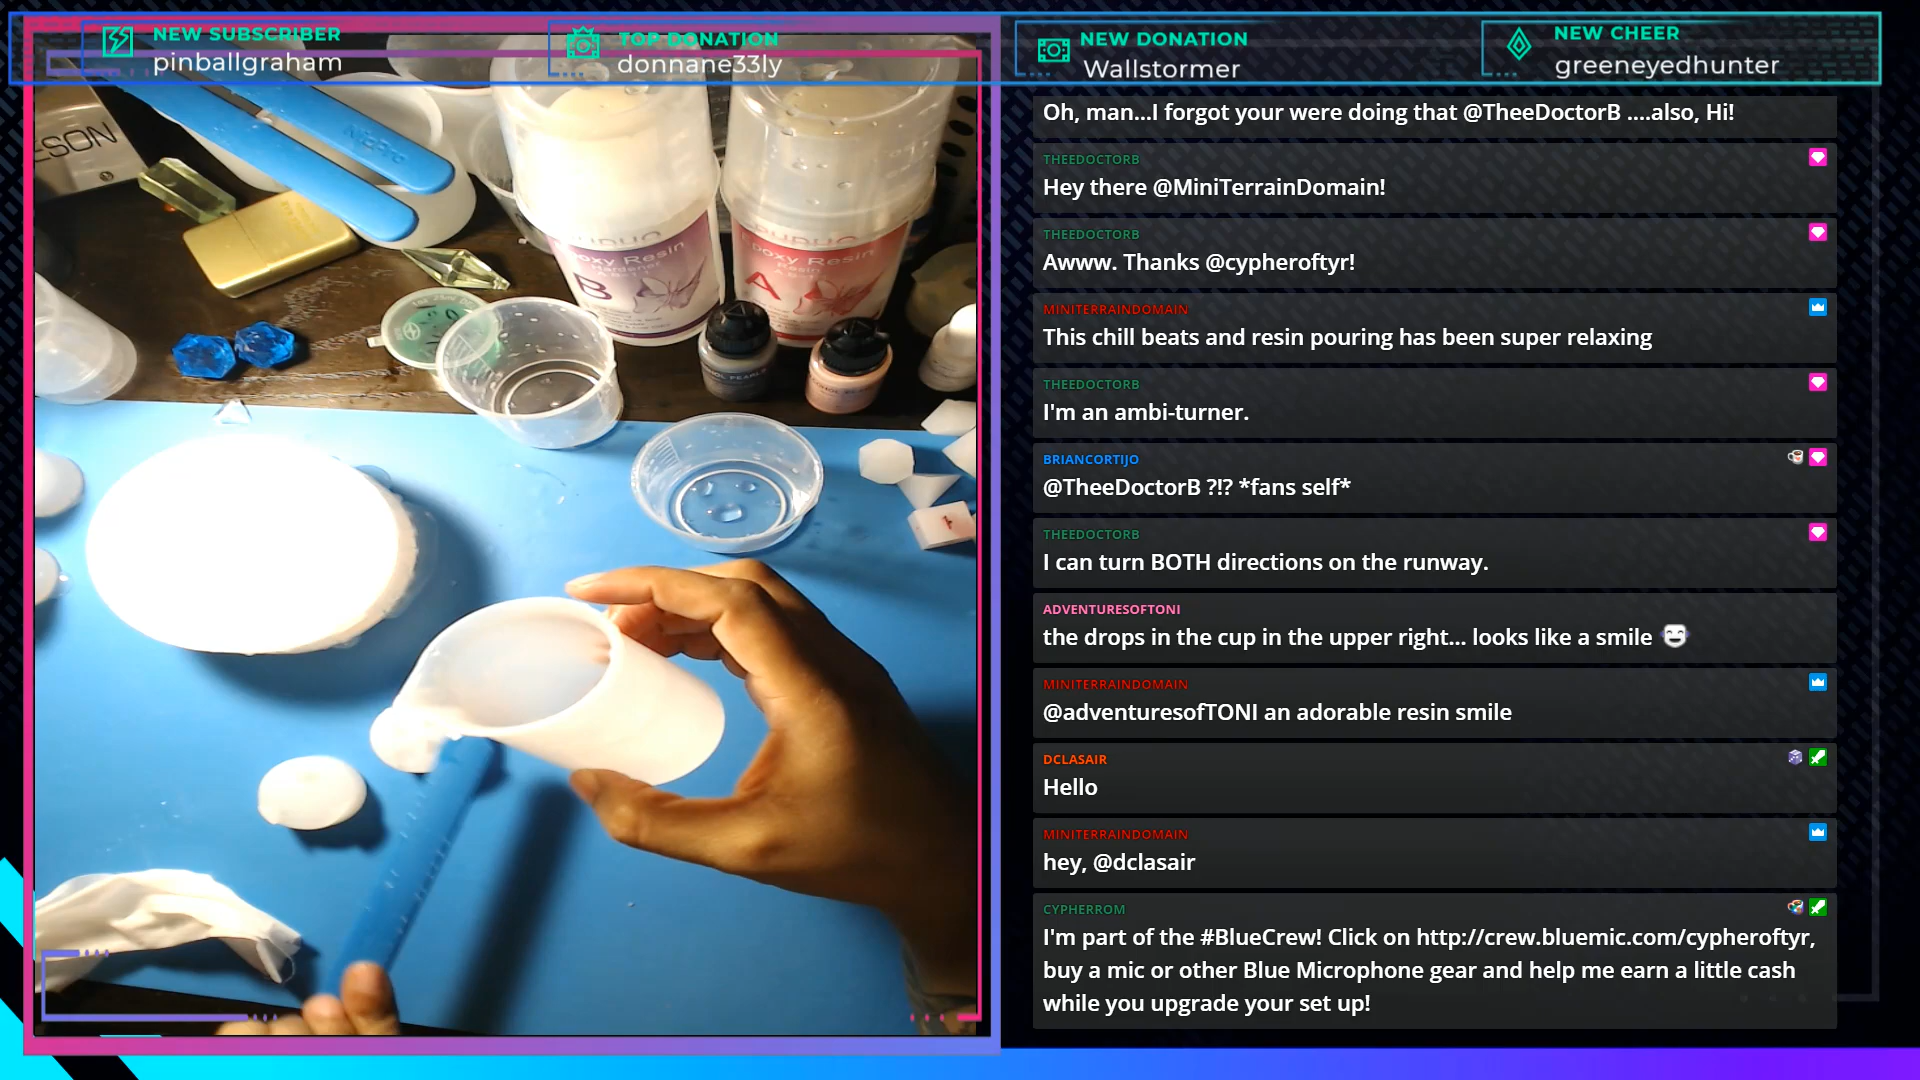 NEW SUBSCRIBER
pinballgraham
TOP DONATION
donnane33ly
NEW DONATION
Wallstormer
NEW CHEER
greeneyedhunter
Epoxy Resin
Hardener
B
Epoxy Resin
Resin
A
Oh, man...I forgot your were doing that @TheeDoctorB ....also, Hi!
THEEDOCTORB
Hey there @MiniTerrainDomain!
THEEDOCTORB
Awww. Thanks @cypheroftyr!
MINITERRAINDOMAIN
This chill beats and resin pouring has been super relaxing
THEEDOCTORB
I'm an ambi-turner.
BRIANCORTIJO
@TheeDoctorB ?!? *fans self*
THEEDOCTORB
I can turn BOTH directions on the runway.
ADVENTURESOFTONI
the drops in the cup in the upper right... looks like a smile
MINITERRAINDOMAIN
@adventuresofTONI an adorable resin smile
DCLASAIR
Hello
MINITERRAINDOMAIN
hey, @dclasair
CYPHERROM
I'm part of the #BlueCrew! Click on http://crew.bluemic.com/cypheroftyr,
buy a mic or other Blue Microphone gear and help me earn a little cash
while you upgrade your set up!